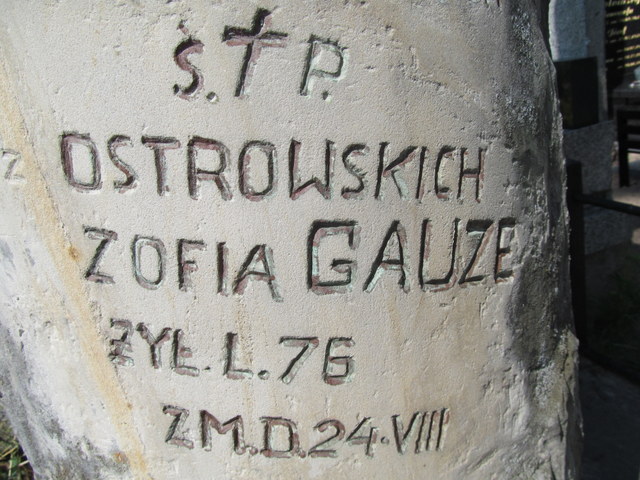 Ś. † P.
Z OSTROWSKICH
ZOFIA GAUZE
ŻYŁ. L. 76
ZM. D. 24. VIII